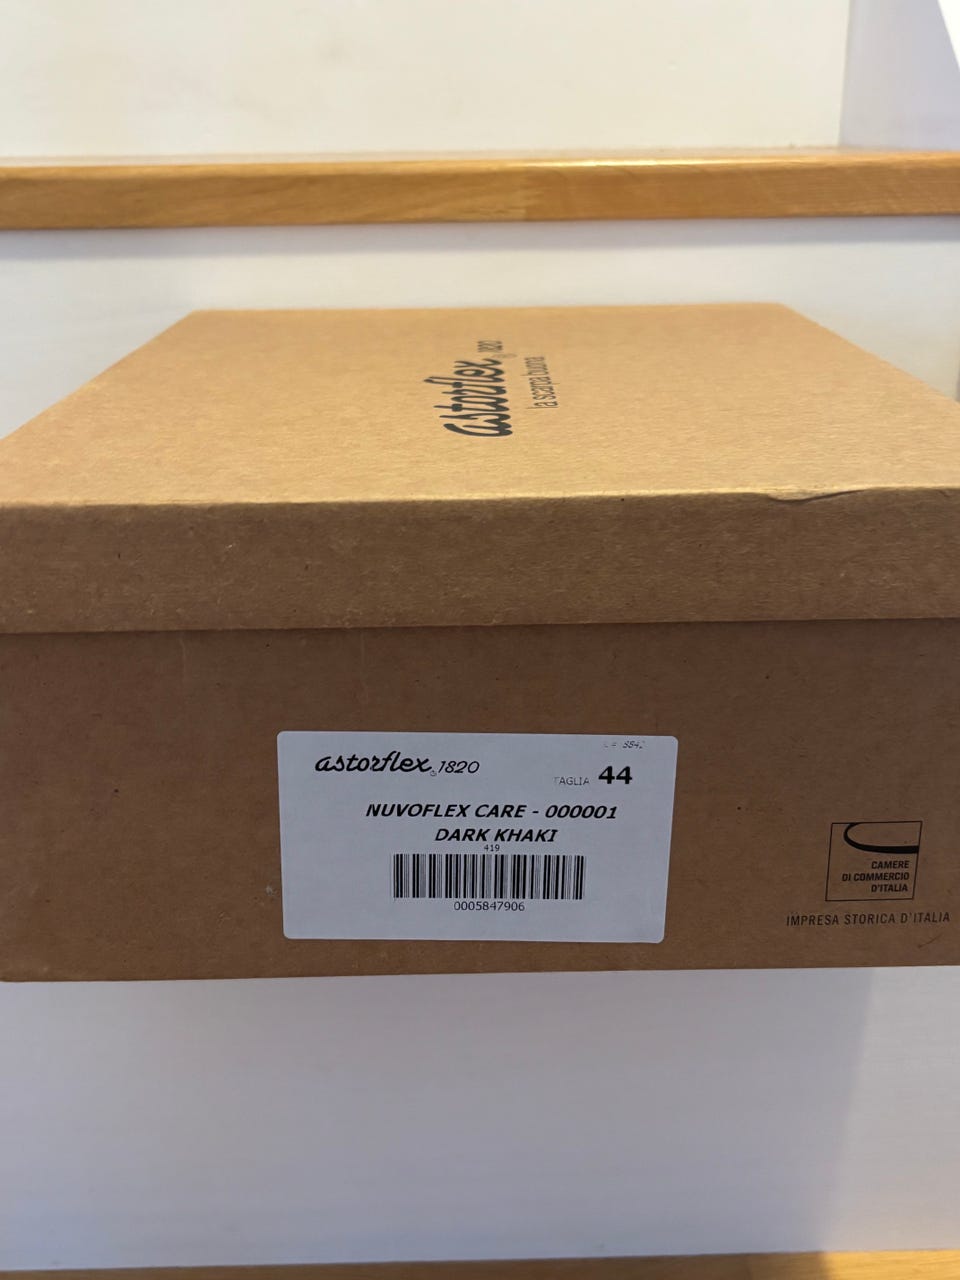 astorflex 1820
la scarpa buona
astorflex 1820
TAGLIA 44
NUVOFLEX CARE - 000001
DARK KHAKI
419
0005847906
CAMERE
DI COMMERCIO
D'ITALIA
IMPRESA STORICA D'ITALIA